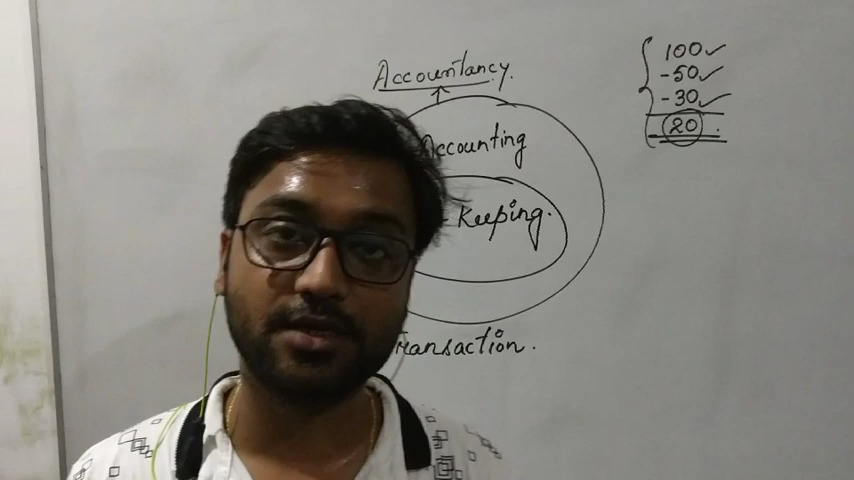 Accountancy.
Accounting
- Keeping.
Transaction.
100✓
-50✓
-30✓
20.